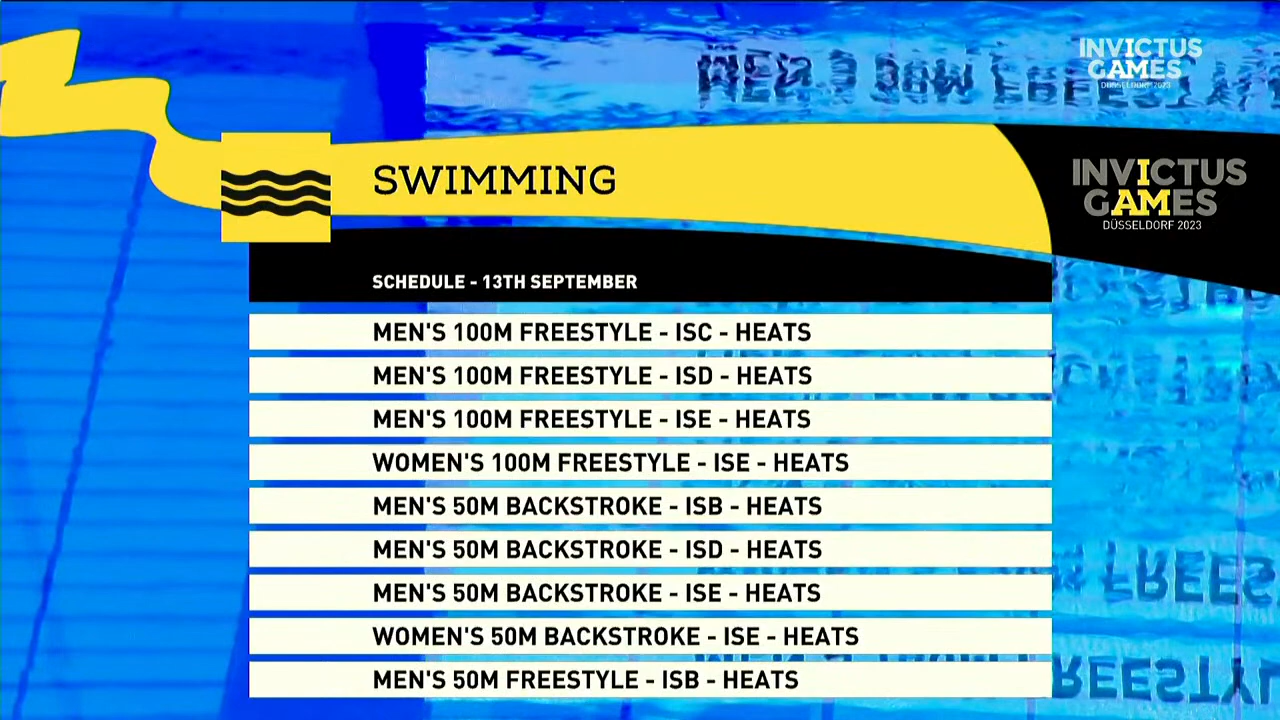 INVICTUS
GAMES
DÜSSELDORF 2023
SWIMMING
INVICTUS
GAMES
DÜSSELDORF 2023
SCHEDULE - 13TH SEPTEMBER
MEN'S 100M FREESTYLE - ISC - HEATS
MEN'S 100M FREESTYLE - ISD - HEATS
MEN'S 100M FREESTYLE - ISE - HEATS
WOMEN'S 100M FREESTYLE - ISE - HEATS
MEN'S 50M BACKSTROKE - ISB - HEATS
MEN'S 50M BACKSTROKE - ISD - HEATS
MEN'S 50M BACKSTROKE - ISE - HEATS
WOMEN'S 50M BACKSTROKE - ISE - HEATS
MEN'S 50M FREESTYLE - ISB - HEATS